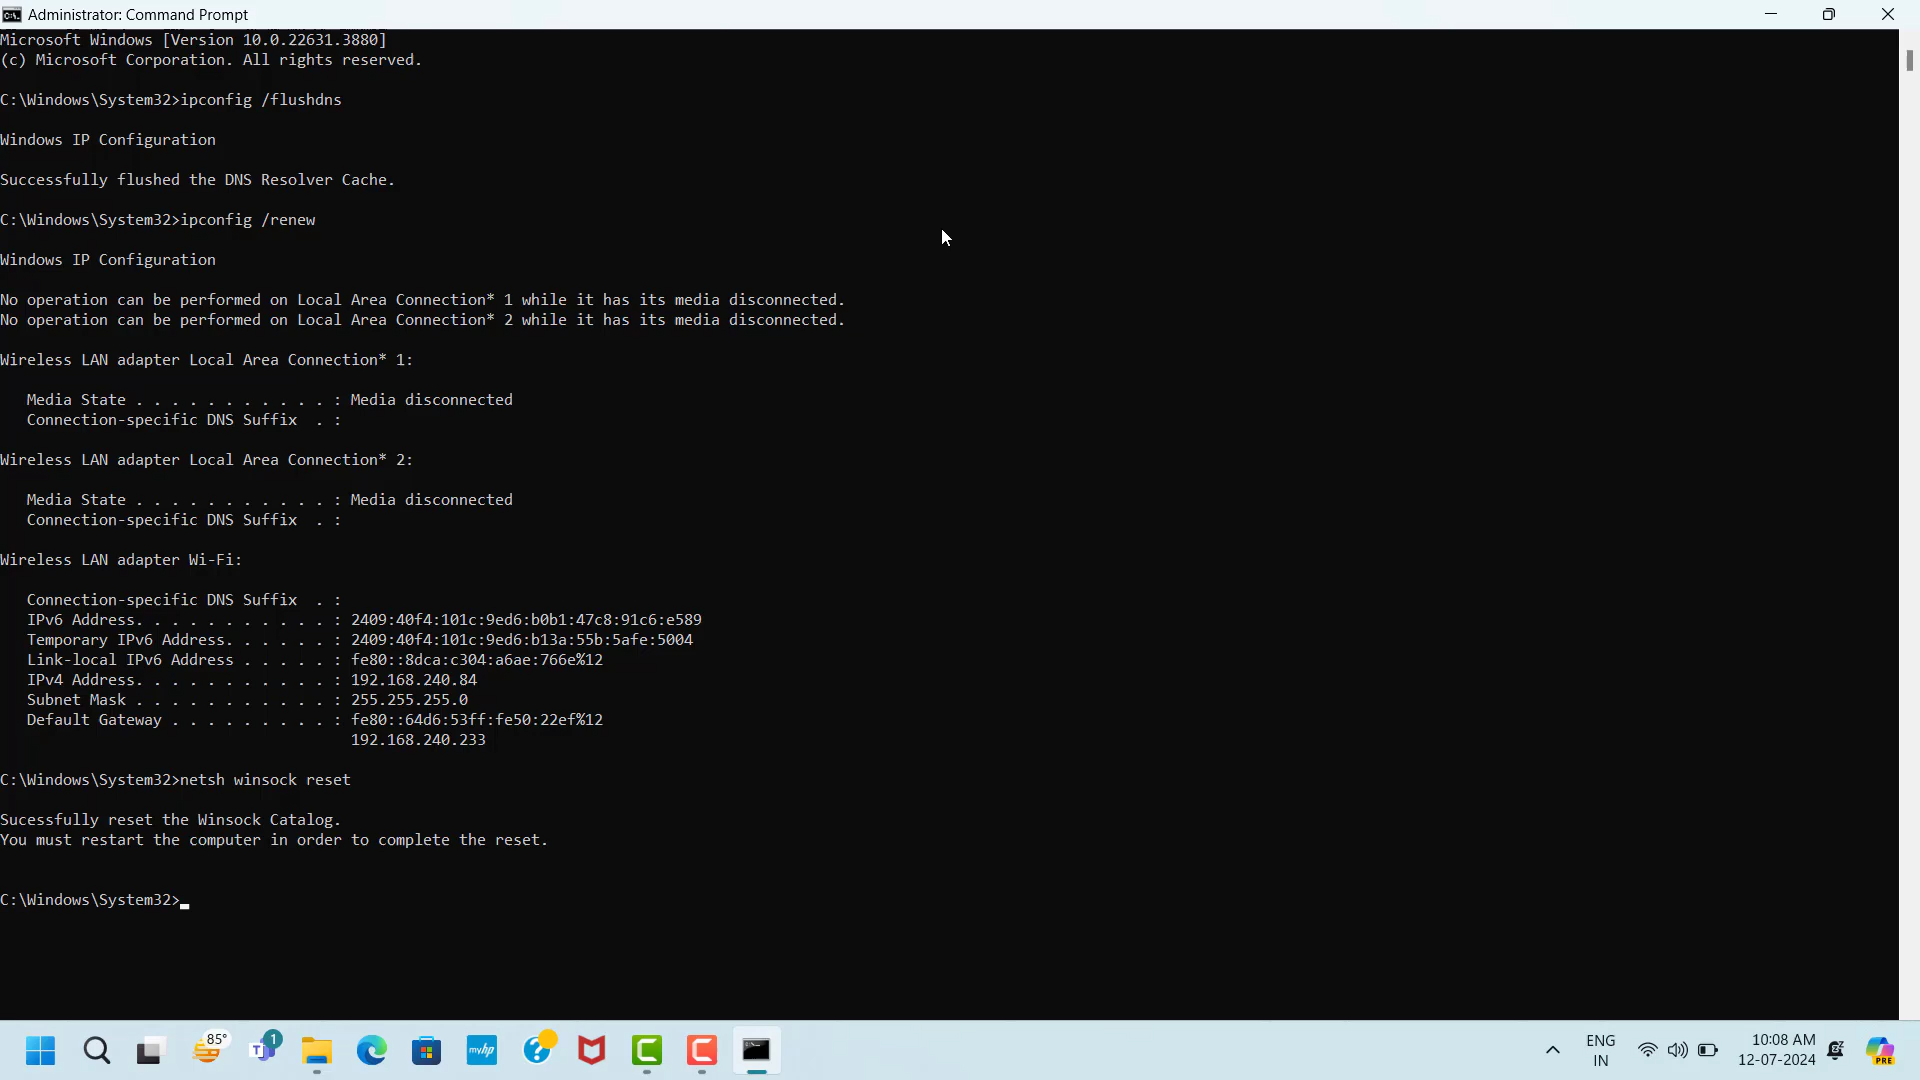 Administrator: Command Prompt
Microsoft Windows [Version 10.0.22631.3880]
(c) Microsoft Corporation. All rights reserved.
C:\Windows\System32>ipconfig /flushdns
Windows IP Configuration
Successfully flushed the DNS Resolver Cache.
C:\Windows\System32>ipconfig /renew
Windows IP Configuration
No operation can be performed on Local Area Connection* 1 while it has its media disconnected.
No operation can be performed on Local Area Connection* 2 while it has its media disconnected.
Wireless LAN adapter Local Area Connection* 1:
Media State . . . . . . . . . . . : Media disconnected
Connection-specific DNS Suffix  . :
Wireless LAN adapter Local Area Connection* 2:
Media State . . . . . . . . . . . : Media disconnected
Connection-specific DNS Suffix  . :
Wireless LAN adapter Wi-Fi:
Connection-specific DNS Suffix  . :
IPv6 Address. . . . . . . . . . . : 2409:40f4:101c:9ed6:b0b1:47c8:91c6:e589
Temporary IPv6 Address. . . . . . : 2409:40f4:101c:9ed6:b13a:55b:5afe:5004
Link-local IPv6 Address . . . . . : fe80::8dca:c304:a6ae:766e%12
IPv4 Address. . . . . . . . . . . : 192.168.240.84
Subnet Mask . . . . . . . . . . . : 255.255.255.0
Default Gateway . . . . . . . . . : fe80::64d6:53ff:fe50:22ef%12
192.168.240.233
C:\Windows\System32>netsh winsock reset
Sucessfully reset the Winsock Catalog.
You must restart the computer in order to complete the reset.
C:\Windows\System32>
85°
1
T
myhp
?
ENG
IN
10:08 AM
12-07-2024
PRE